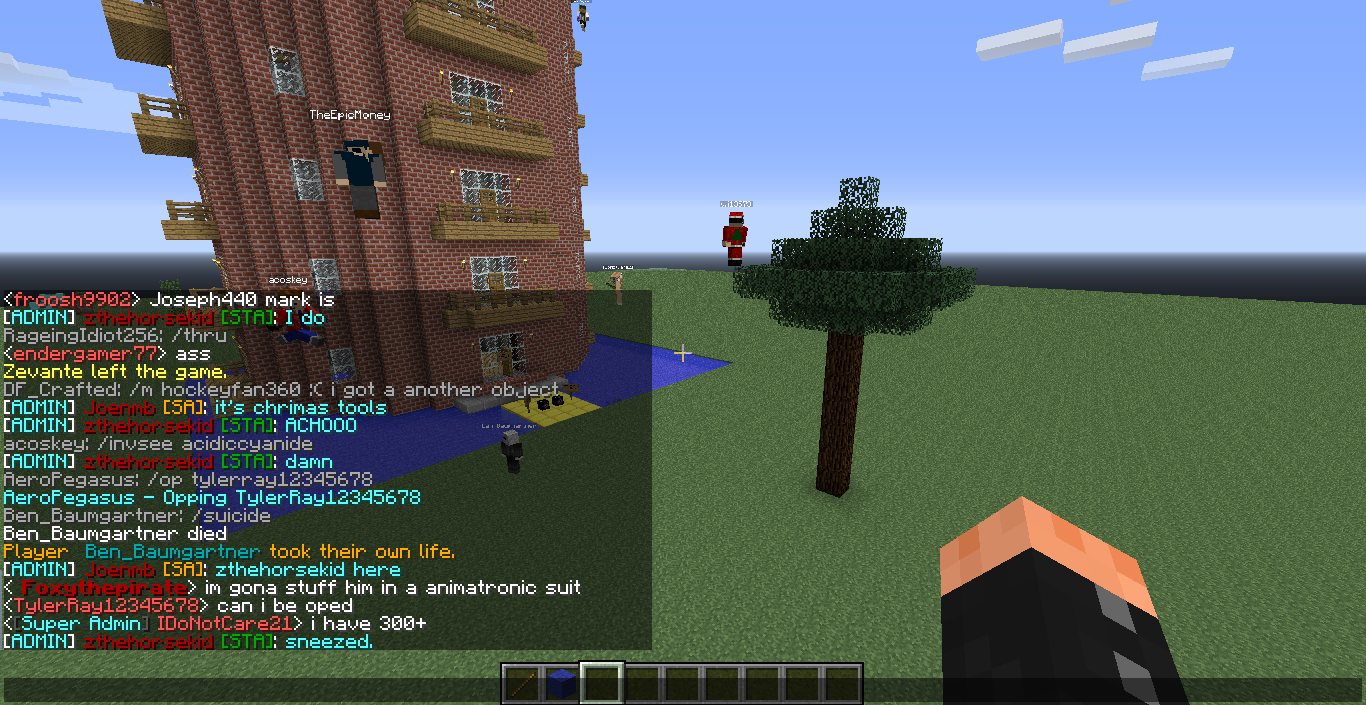 TheEpicMoney
acoskey
<froosh9902> Joseph440 mark is
[ADMIN] zthehorsekid [STA]: I do
RageingIdiot256: /thru
<endergamer77> ass
Zevante left the game.
DF_Crafted: /m hockeyfan360 :C i got a another object.
[ADMIN] Joenmb [SA]: it's chrimas tools
[ADMIN] zthehorsekid [STA]: ACHOOO
acoskey: /invsee acidiccyanide
Ben_Baumgartner
[ADMIN] zthehorsekid [STA]: damn
AeroPegasus: /op tylerray12345678
AeroPegasus - Opping TylerRay12345678
Ben_Baumgartner: /suicide
Ben_Baumgartner died
Player Ben_Baumgartner took their own life.
[ADMIN] Joenmb [SA]: zthehorsekid here
< Foxythepirate> im gona stuff him in a animatronic suit
<TylerRay12345678> can i be oped
<[Super Admin] IDoNotCare21> i have 300+
[ADMIN] zthehorsekid [STA]: sneezed.